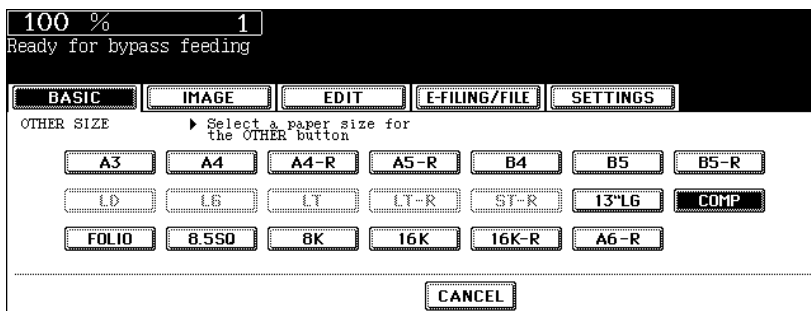 100 % 1
Ready for bypass feeding
BASIC IMAGE EDIT E-FILING/FILE SETTINGS
OTHER SIZE ▶ Select a paper size for
the OTHER button
A3 A4 A4-R A5-R B4 B5 B5-R
LD LG LT LT-R ST-R 13"LG COMP
FOLIO 8.5SQ 8K 16K 16K-R A6-R
CANCEL